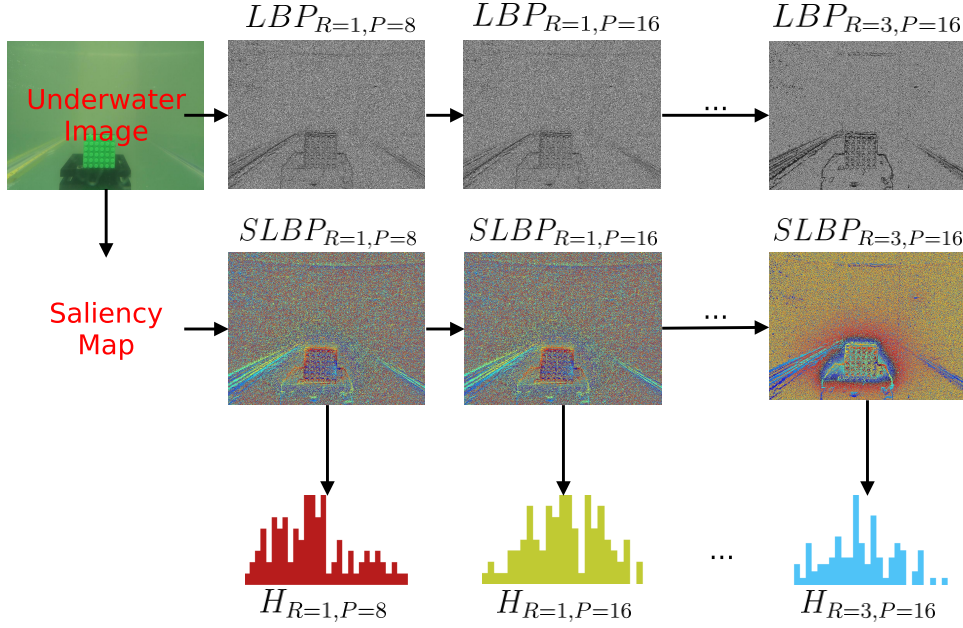 LBP_{R=1,P=8} LBP_{R=1,P=16} LBP_{R=3,P=16}
Underwater
Image
...
SLBP_{R=1,P=8} SLBP_{R=1,P=16} SLBP_{R=3,P=16}
Saliency
Map
...
...
H_{R=1,P=8} H_{R=1,P=16} H_{R=3,P=16}